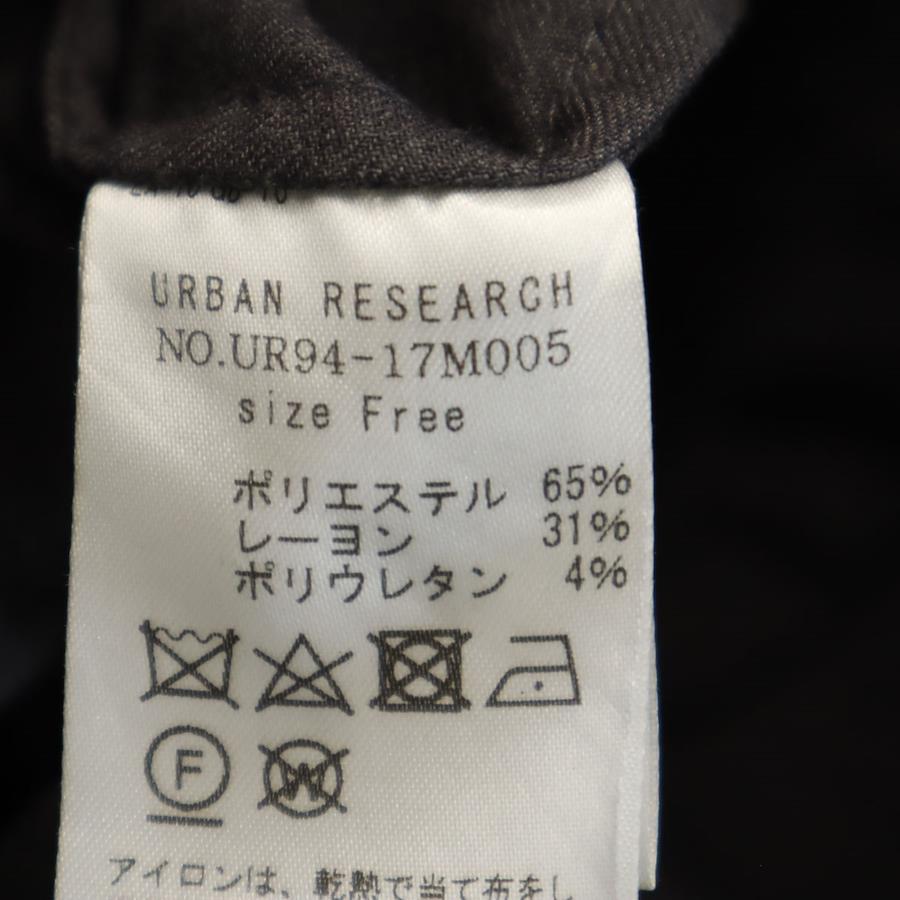 URBAN RESEARCH
NO.UR94-17M005
size Free
ポリエステル 65%
レーヨン 31%
ポリウレタン 4%
F
W
アイロンは、乾熱で当て布をし